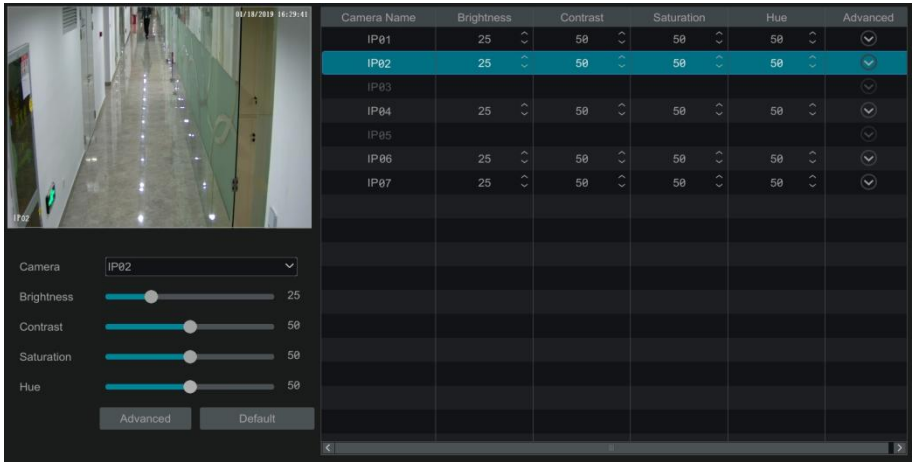 01/18/2019 16:29:41
IP02
Camera IP02
Brightness 25
Contrast 50
Saturation 50
Hue 50
Advanced Default
Camera Name Brightness Contrast Saturation Hue Advanced
IP01 25 50 50 50
IP02 25 50 50 50
IP03
IP04 25 50 50 50
IP05
IP06 25 50 50 50
IP07 25 50 50 50